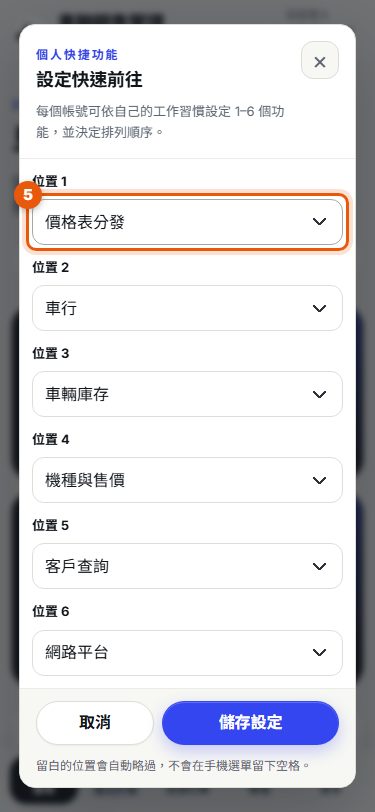 個人快捷功能
設定快速前往
每個帳號可依自己的工作習慣設定 1–6 個功
能，並決定排列順序。
位置 1
5
價格表分發
位置 2
車行
位置 3
車輛庫存
位置 4
機種與售價
位置 5
客戶查詢
位置 6
網路平台
取消
儲存設定
留白的位置會自動略過，不會在手機選單留下空格。